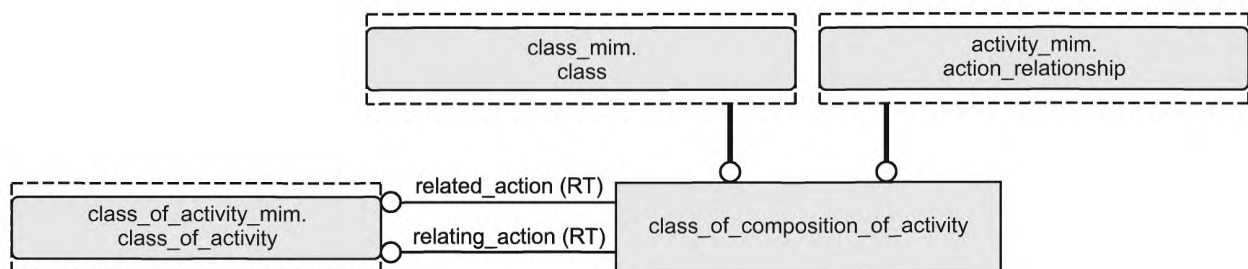 class_mim.
class
activity_mim.
action_relationship
related_action (RT)
class_of_activity_mim.
class_of_activity
relating_action (RT)
class_of_composition_of_activity